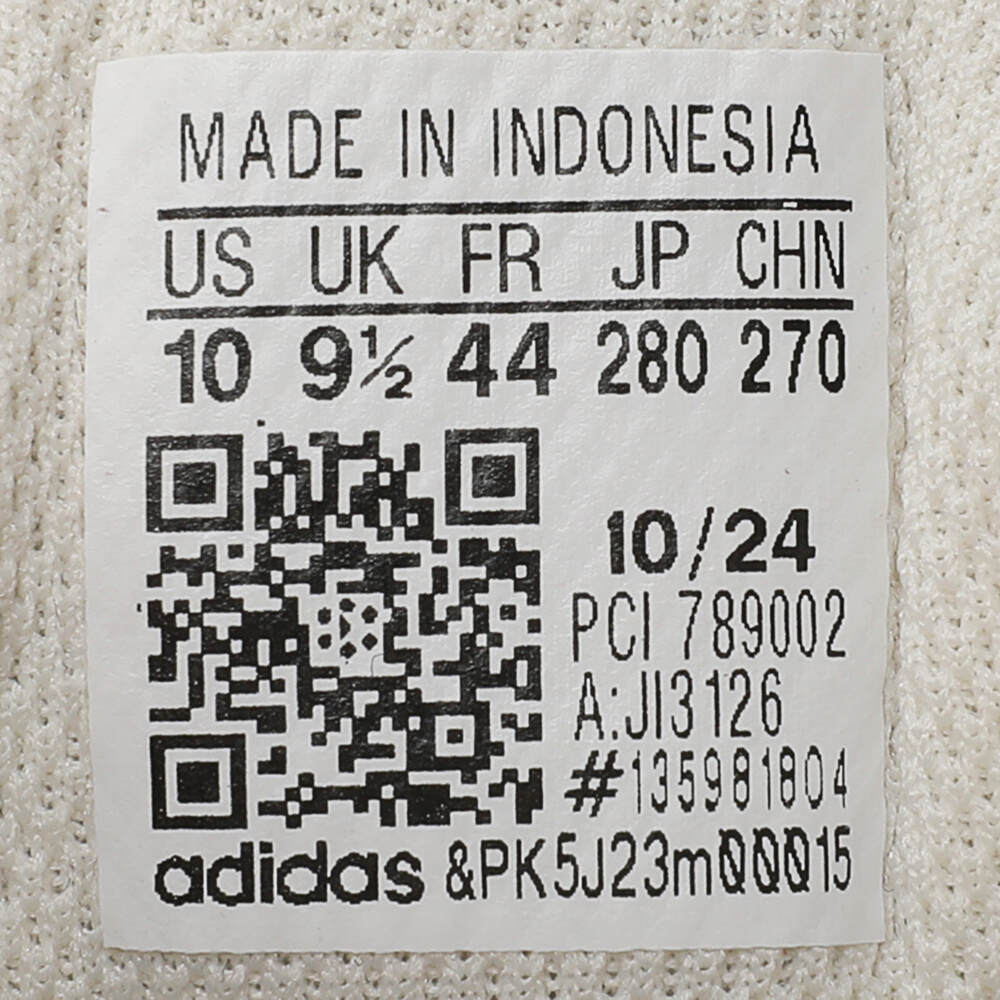 MADE IN INDONESIA
US UK FR JP CHN
10 9½ 44 280 270
10/24
PCI 789002
A:JI3126
#135981804
adidas &PK5J23m00015